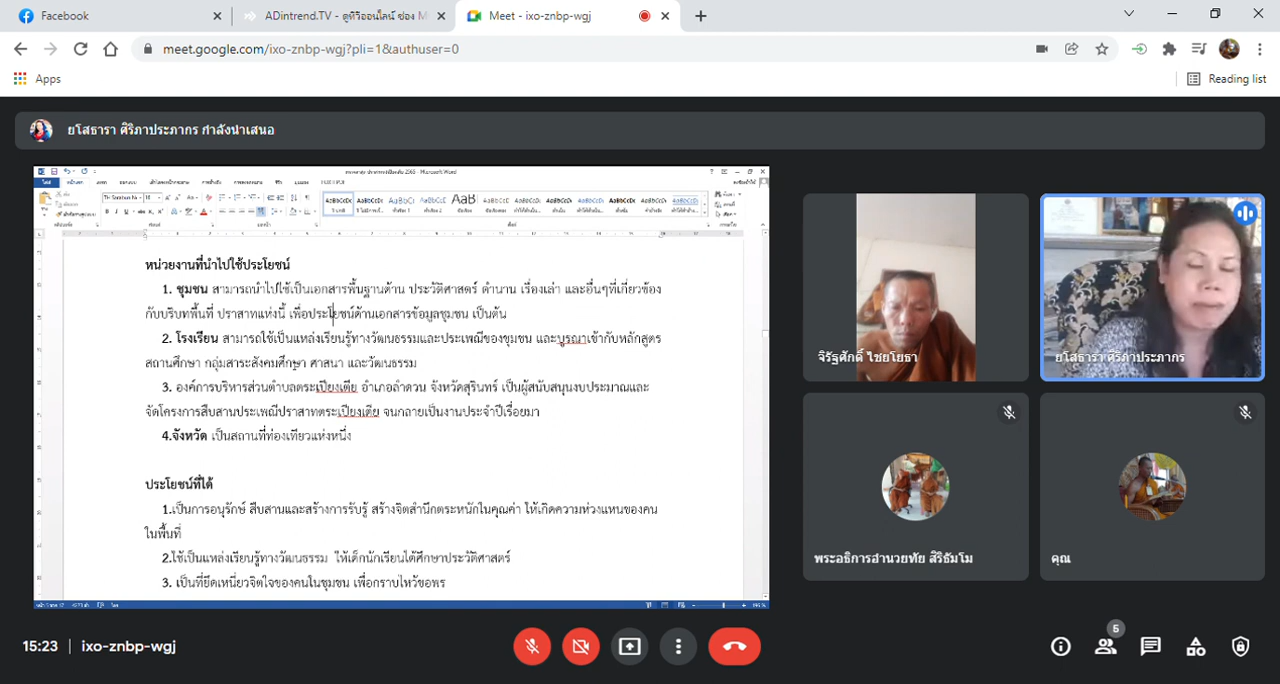 Facebook
ADintrend.TV - ดูทีวีออนไลน์ ช่อง M
Meet - ixo-znbp-wgj
meet.google.com/ixo-znbp-wgj?pli=1&authuser=0
Apps
Reading list
ยโสธารา ศิริภาประภากร กำลังนำเสนอ
หน่วยงานที่นำไปใช้ประโยชน์
1. ชุมชน สามารถนำไปใช้เป็นเอกสารพื้นฐานด้าน ประวัติศาสตร์ ตำนาน เรื่องเล่า และอื่นๆที่เกี่ยวข้อง
กับบริบทพื้นที่ ปราสาทแห่งนี้ เพื่อประโยชน์ด้านเอกสารข้อมูลชุมชน เป็นต้น
2. โรงเรียน สามารถใช้เป็นแหล่งเรียนรู้ทางวัฒนธรรมและประเพณีของชุมชน และบูรณาเข้ากับหลักสูตร
สถานศึกษา กลุ่มสาระสังคมศึกษา ศาสนา และวัฒนธรรม
3. องค์การบริหารส่วนตำบลตระเปียงเตีย อำเภอลำดวน จังหวัดสุรินทร์ เป็นผู้สนับสนุนงบประมาณและ
จัดโครงการสืบสานประเพณีปราสาทตระเปียงเตีย จนกลายเป็นงานประจำปีเรื่อยมา
4.จังหวัด เป็นสถานที่ท่องเที่ยวแห่งหนึ่ง
ประโยชน์ที่ได้
1.เป็นการอนุรักษ์ สืบสานและสร้างการรับรู้ สร้างจิตสำนึกตระหนักในคุณค่า ให้เกิดความห่วงแหนของคน
ในพื้นที่
2.ใช้เป็นแหล่งเรียนรู้ทางวัฒนธรรม ให้เด็กนักเรียนได้ศึกษาประวัติศาสตร์
3. เป็นที่ยึดเหนี่ยวจิตใจของคนในชุมชน เพื่อกราบไหว้ขอพร
จิรัฐศักดิ์ ไชยโยธา
ยโสธารา ศิริภาประภากร
พระอธิการอำนวยทัย สิริธัมโม
คุณ
15:23 | ixo-znbp-wgj
5